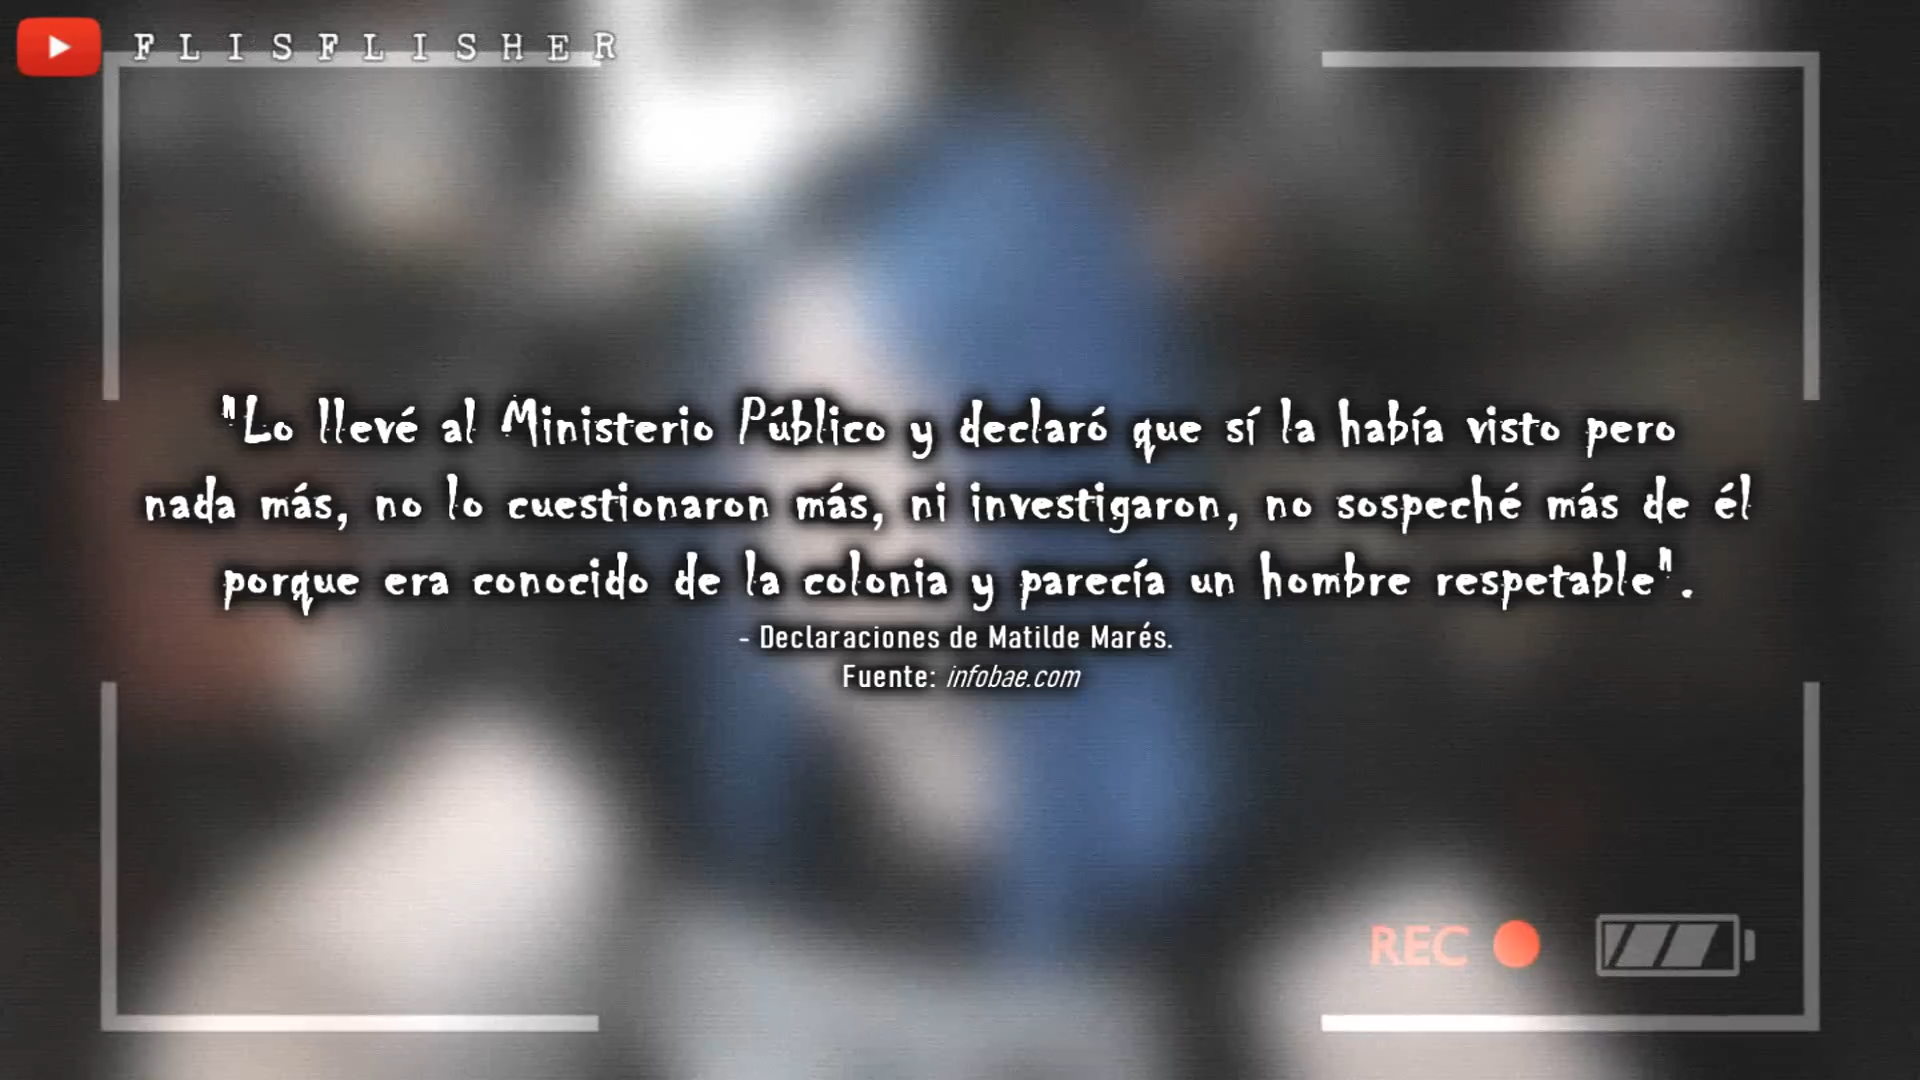 FLISFLISHER
"Lo llevé al Ministerio Público y declaró que sí la había visto pero
nada más, no lo cuestionaron más, ni investigaron, no sospeché más de él
porque era conocido de la colonia y parecía un hombre respetable".
- Declaraciones de Matilde Marés.
Fuente: infobae.com
REC